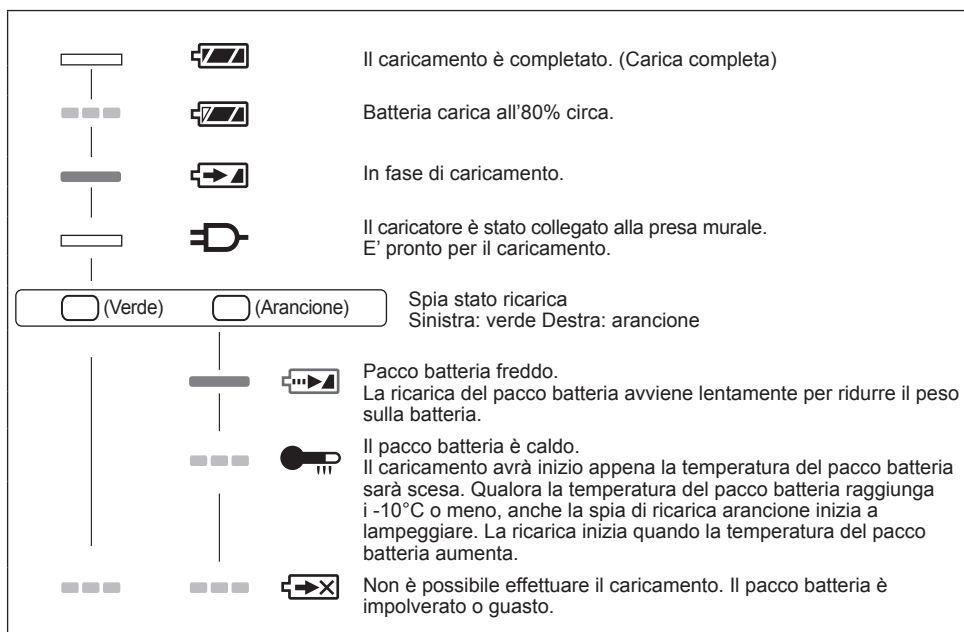 Il caricamento è completato. (Carica completa)
Batteria carica all'80% circa.
In fase di caricamento.
Il caricatore è stato collegato alla presa murale.
E' pronto per il caricamento.
(Verde) (Arancione)
Spia stato ricarica
Sinistra: verde Destra: arancione
Pacco batteria freddo.
La ricarica del pacco batteria avviene lentamente per ridurre il peso
sulla batteria.
Il pacco batteria è caldo.
Il caricamento avrà inizio appena la temperatura del pacco batteria
sarà scesa. Qualora la temperatura del pacco batteria raggiunga
i -10°C o meno, anche la spia di ricarica arancione inizia a
lampeggiare. La ricarica inizia quando la temperatura del pacco
batteria aumenta.
Non è possibile effettuare il caricamento. Il pacco batteria è
impolverato o guasto.